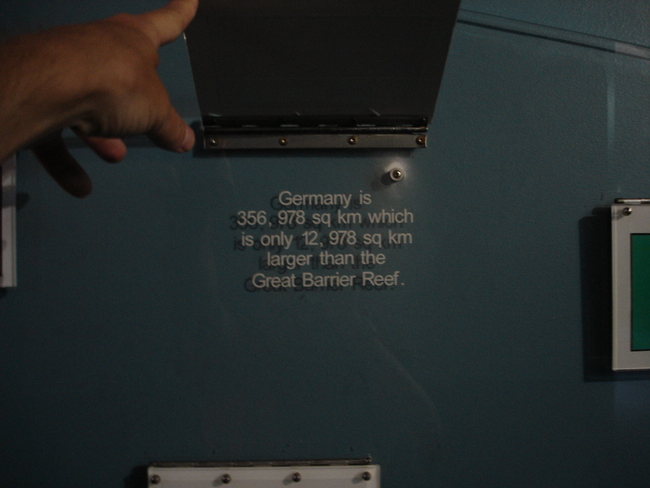 Germany is
356, 978 sq km which
is only 12, 978 sq km
larger than the
Great Barrier Reef.